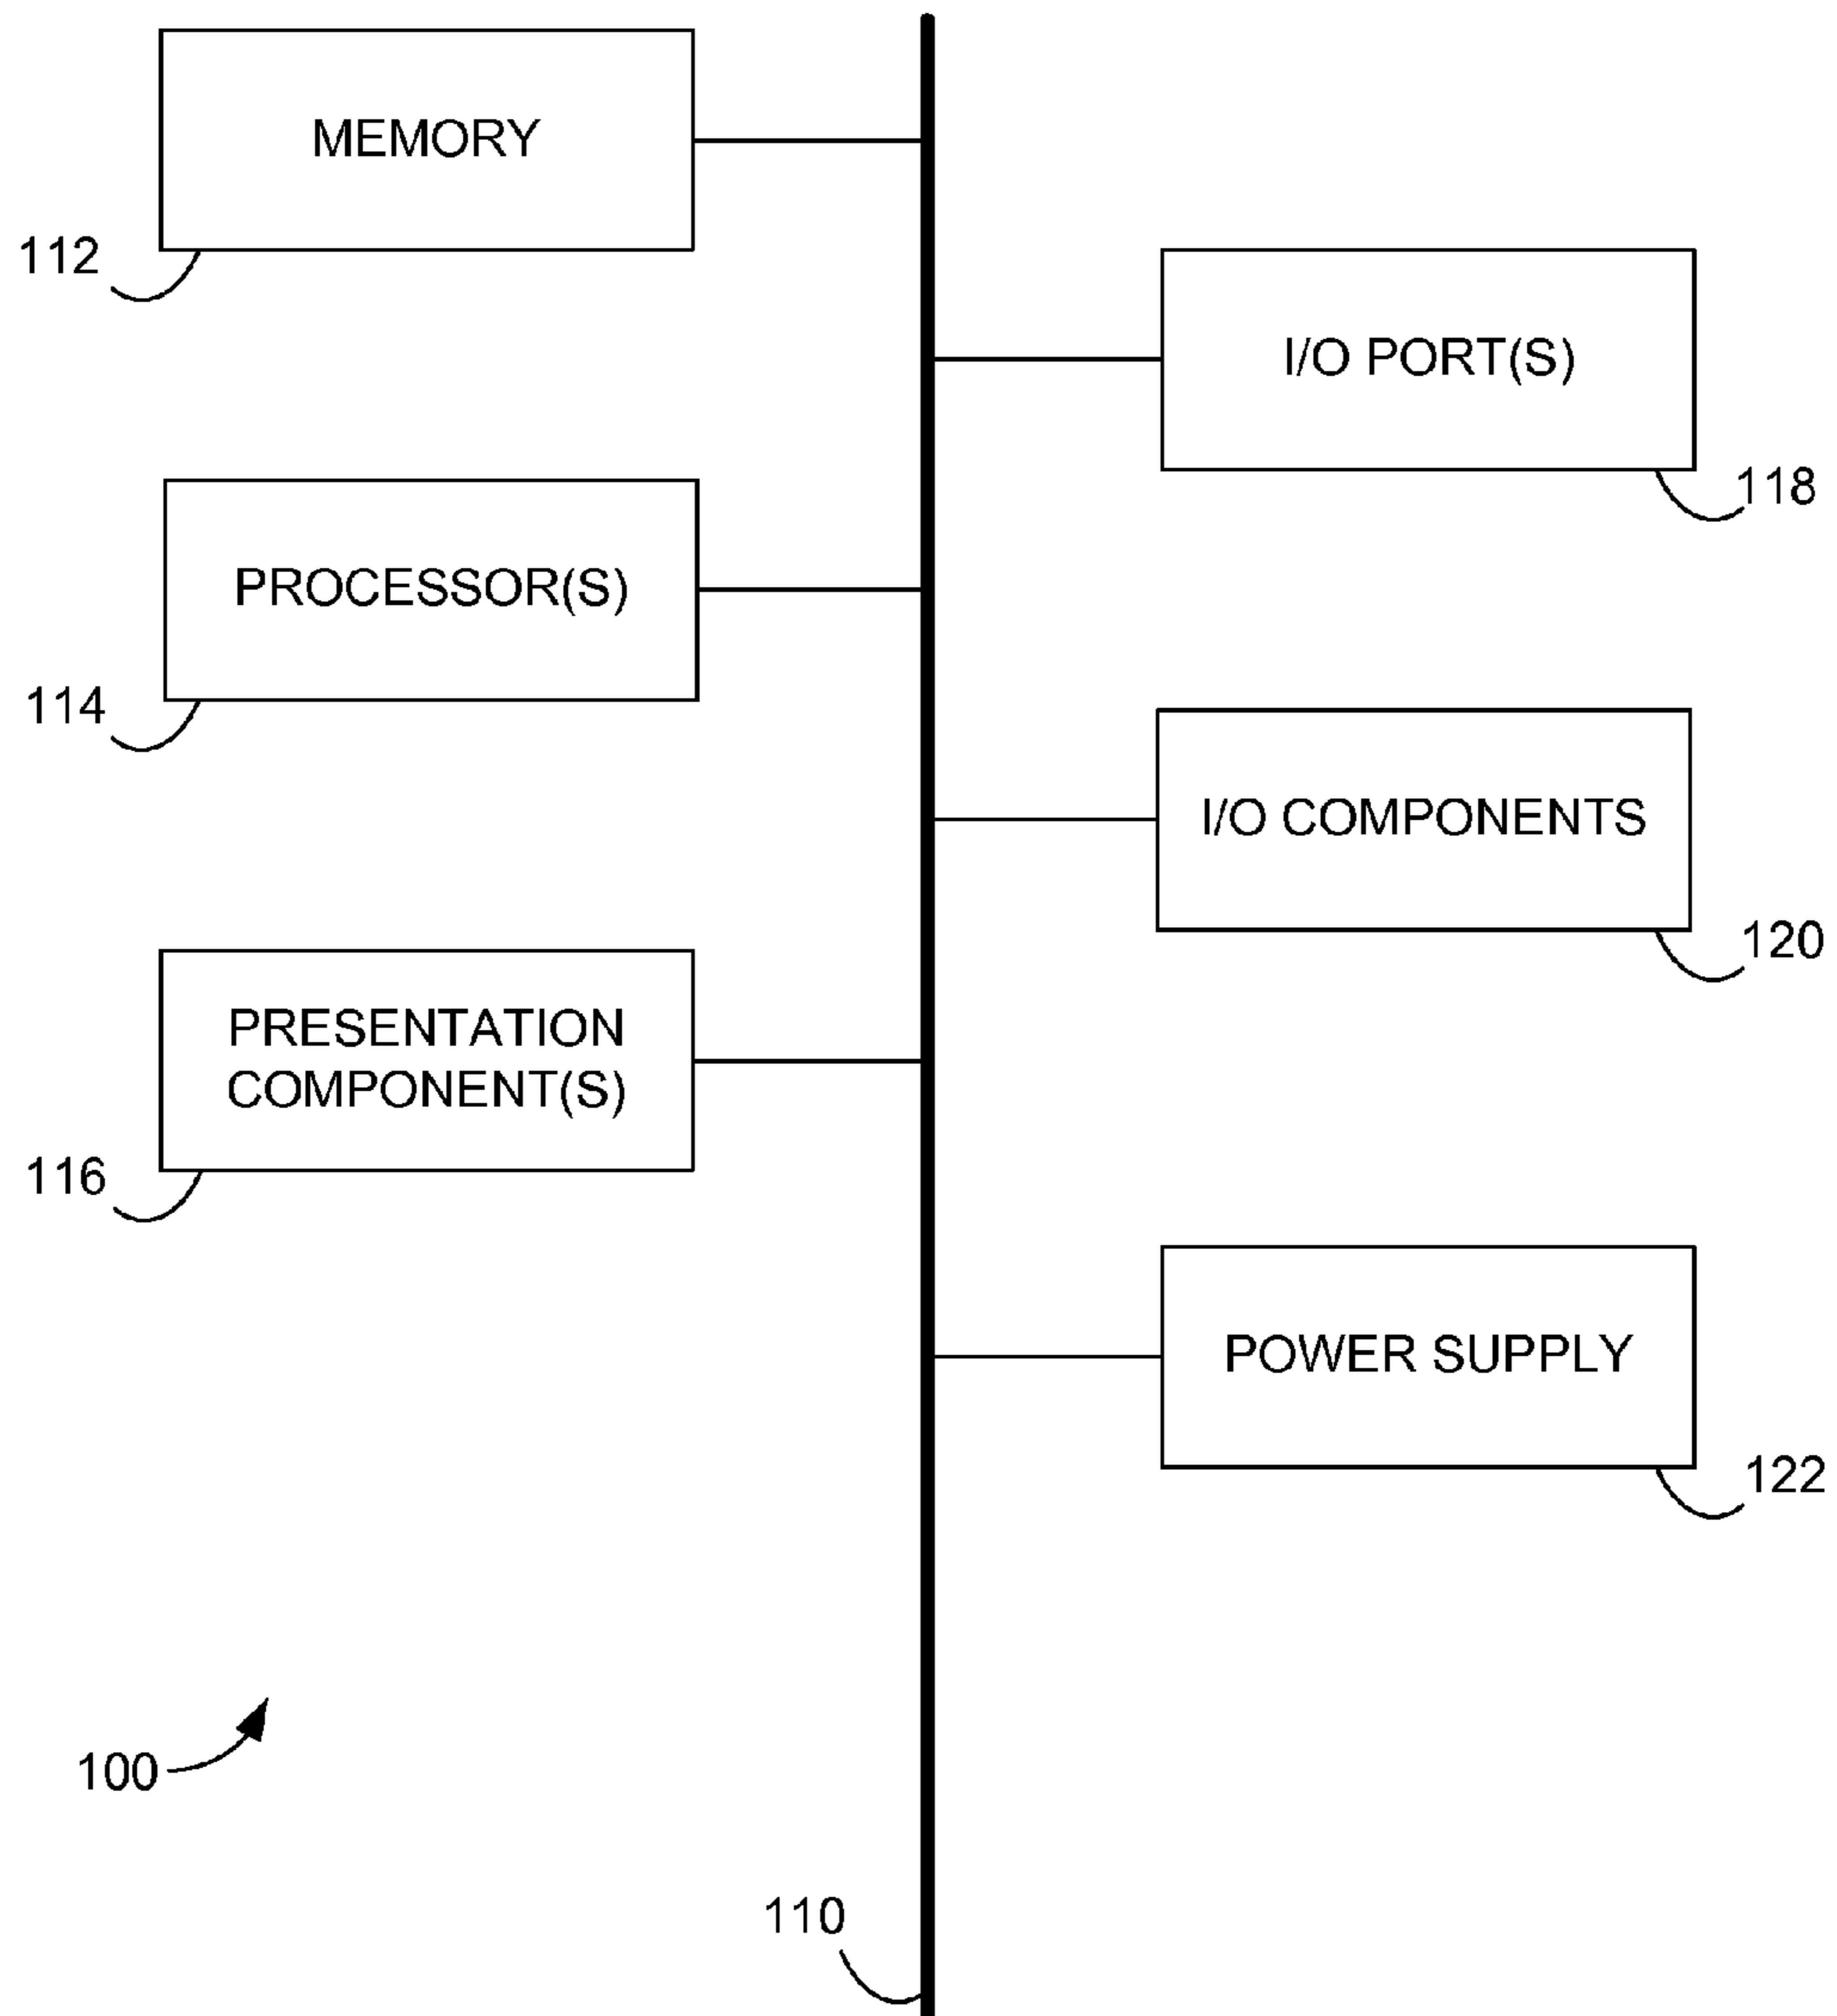 MEMORY
112
I/O PORT(S)
118
PROCESSOR(S)
114
I/O COMPONENTS
120
PRESENTATION
COMPONENT(S)
116
POWER SUPPLY
122
100
110